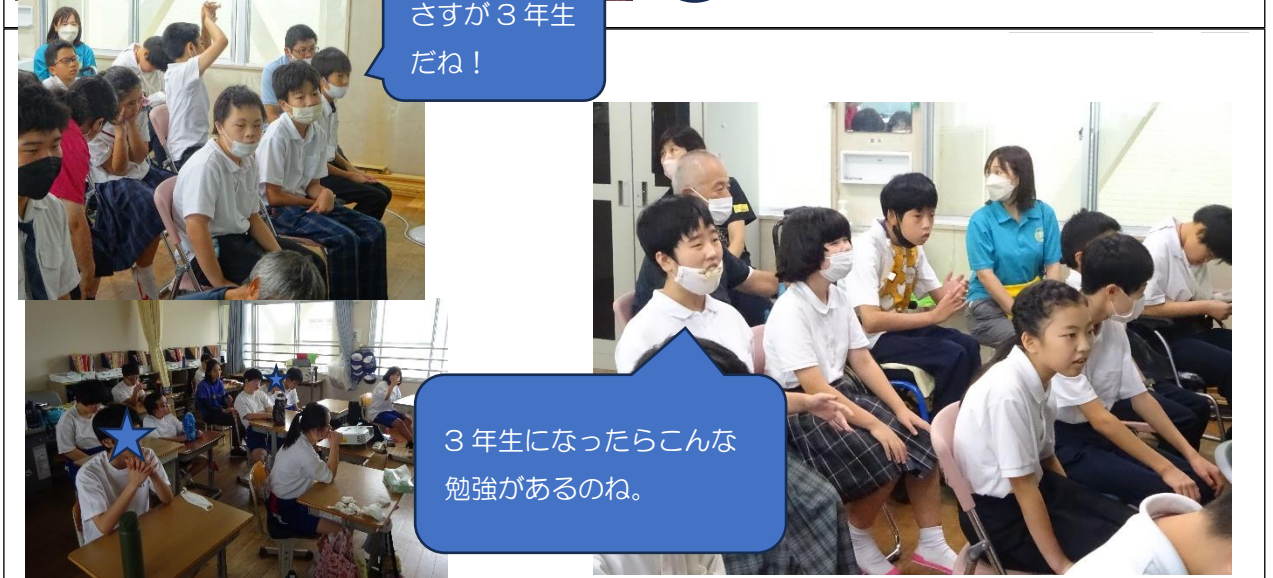 さすが３年生
だね！
３年生になったらこんな
勉強があるのね。